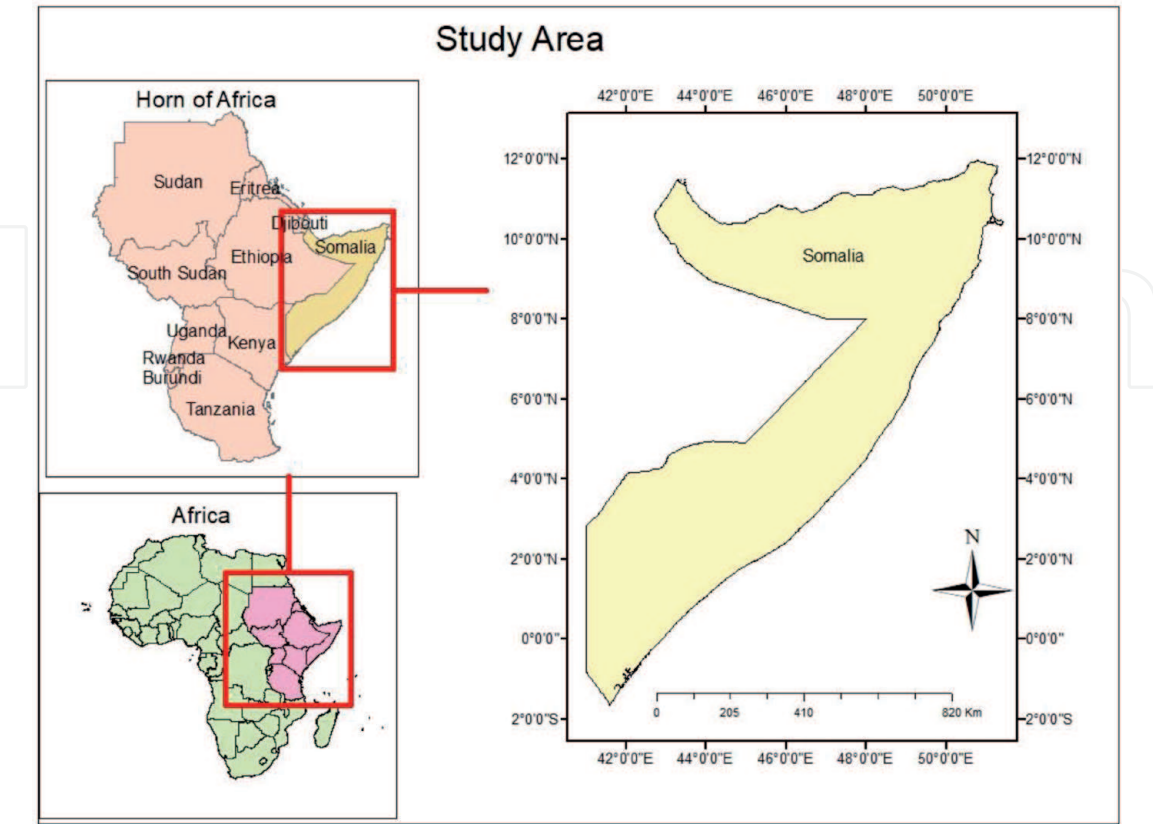 Study Area
Horn of Africa
Sudan
Eritrea
Djibouti
Somalia
Ethiopia
South Sudan
Uganda
Kenya
Rwanda
Burundi
Tanzania
Africa
42°0'0"E 44°0'0"E 46°0'0"E 48°0'0"E 50°0'0"E
12°0'0"N 12°0'0"N
10°0'0"N 10°0'0"N
Somalia
8°0'0"N 8°0'0"N
6°0'0"N 6°0'0"N
4°0'0"N 4°0'0"N
N
2°0'0"N 2°0'0"N
0°0'0" 0°0'0"
0 205 410 820 Km
2°0'0"S 2°0'0"S
42°0'0"E 44°0'0"E 46°0'0"E 48°0'0"E 50°0'0"E